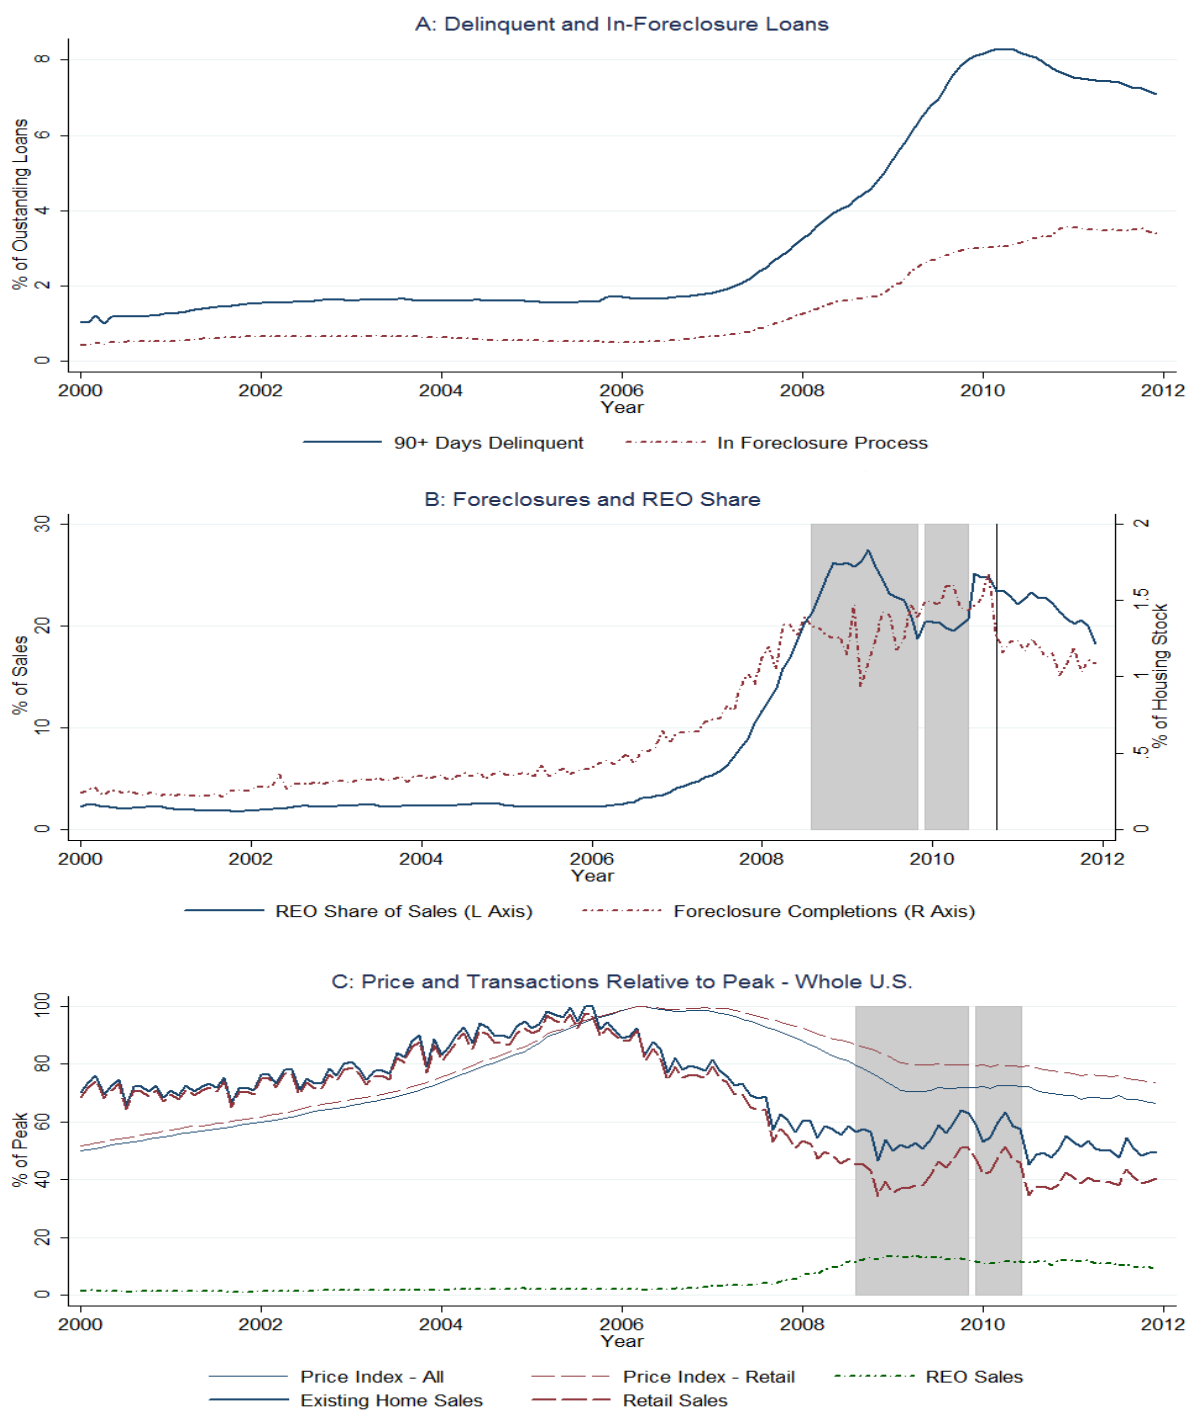 A: Delinquent and In-Foreclosure Loans
% of Oustanding Loans
8
6
4
2
0
2000 2002 2004 2006 2008 2010 2012
Year
90+ Days Delinquent In Foreclosure Process
B: Foreclosures and REO Share
% of Sales
30
20
10
0
% of Housing Stock
2
1.5
1
.5
0
2000 2002 2004 2006 2008 2010 2012
Year
REO Share of Sales (L Axis) Foreclosure Completions (R Axis)
C: Price and Transactions Relative to Peak - Whole U.S.
% of Peak
100
80
60
40
20
0
2000 2002 2004 2006 2008 2010 2012
Year
Price Index - All Price Index - Retail REO Sales
Existing Home Sales Retail Sales